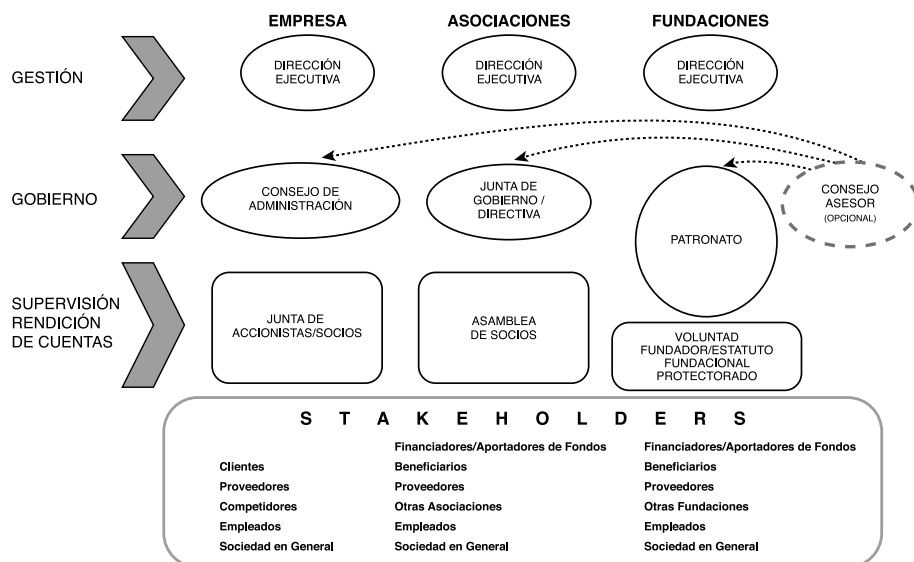 EMPRESA
ASOCIACIONES
FUNDACIONES
GESTIÓN
DIRECCIÓN
EJECUTIVA
DIRECCIÓN
EJECUTIVA
DIRECCIÓN
EJECUTIVA
GOBIERNO
CONSEJO DE
ADMINISTRACIÓN
JUNTA DE
GOBIERNO /
DIRECTIVA
PATRONATO
CONSEJO
ASESOR
(OPCIONAL)
SUPERVISIÓN
RENDICIÓN
DE CUENTAS
JUNTA DE
ACCIONISTAS/SOCIOS
ASAMBLEA
DE SOCIOS
VOLUNTAD
FUNDADOR/ESTATUTO
FUNDACIONAL
PROTECTORADO
STAKEHOLDERS
Clientes
Proveedores
Competidores
Empleados
Sociedad en General
Financiadores/Aportadores de Fondos
Beneficiarios
Proveedores
Otras Asociaciones
Empleados
Sociedad en General
Financiadores/Aportadores de Fondos
Beneficiarios
Proveedores
Otras Fundaciones
Empleados
Sociedad en General